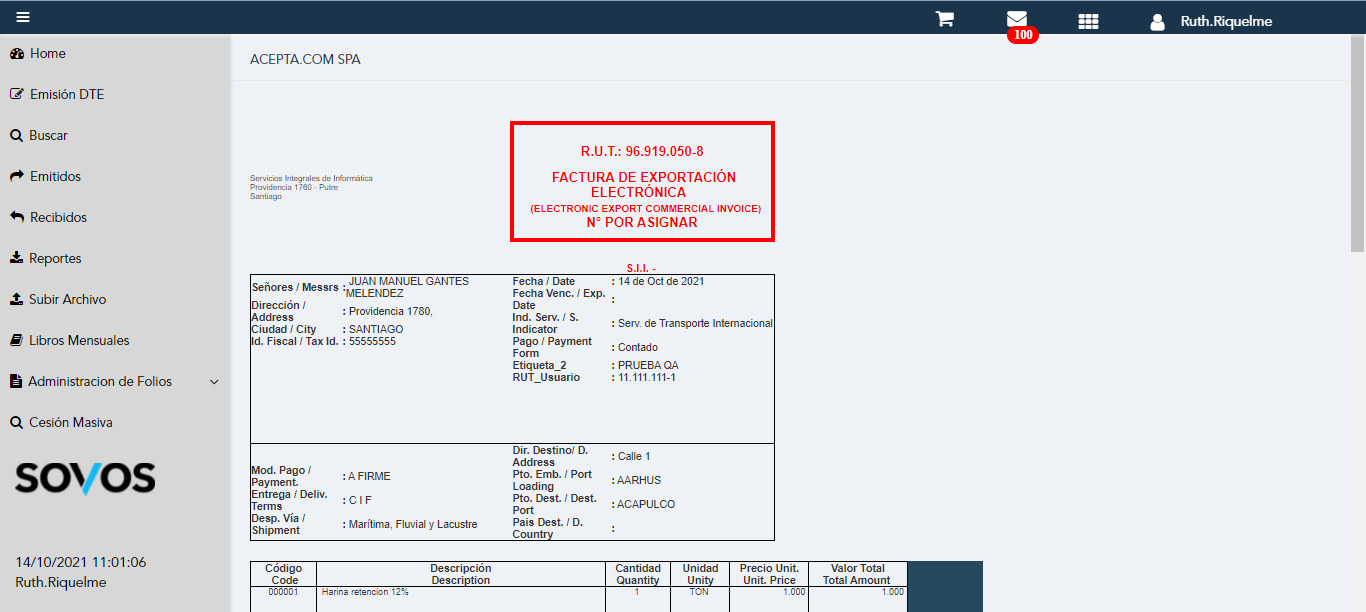 Ruth.Riquelme
100
Home
Emisión DTE
Buscar
Emitidos
Recibidos
Reportes
Subir Archivo
Libros Mensuales
Administracion de Folios
Cesión Masiva
SOVOS
14/10/2021 11:01:06
Ruth.Riquelme
ACEPTA.COM SPA
Servicios Integrales de Informática
Providencia 1760 - Putre
Santiago
R.U.T.: 96.919.050-8
FACTURA DE EXPORTACIÓN
ELECTRÓNICA
(ELECTRONIC EXPORT COMMERCIAL INVOICE)
N° POR ASIGNAR
S.I.I. -
Señores / Messrs : JUAN MANUEL GANTES
MELENDEZ
Dirección /
Address : Providencia 1780,
Ciudad / City : SANTIAGO
Id. Fiscal / Tax Id. : 55555555
Fecha / Date : 14 de Oct de 2021
Fecha Venc. / Exp.
Date :
Ind. Serv. / S.
Indicator : Serv. de Transporte Internacional
Pago / Payment
Form : Contado
Etiqueta_2 : PRUEBA QA
RUT_Usuario : 11.111.111-1
Mod. Pago /
Payment. : A FIRME
Entrega / Deliv.
Terms : C I F
Desp. Vía /
Shipment : Marítima, Fluvial y Lacustre
Dir. Destino/ D.
Address : Calle 1
Pto. Emb. / Port
Loading : AARHUS
Pto. Dest. / Dest.
Port : ACAPULCO
Pais Dest. / D.
Country :
Código Descripción Cantidad Unidad Precio Unit. Valor Total
Code Description Quantity Unity Unit. Price Total Amount
000001 Harina retencion 12% 1 TON 1.000 1.000